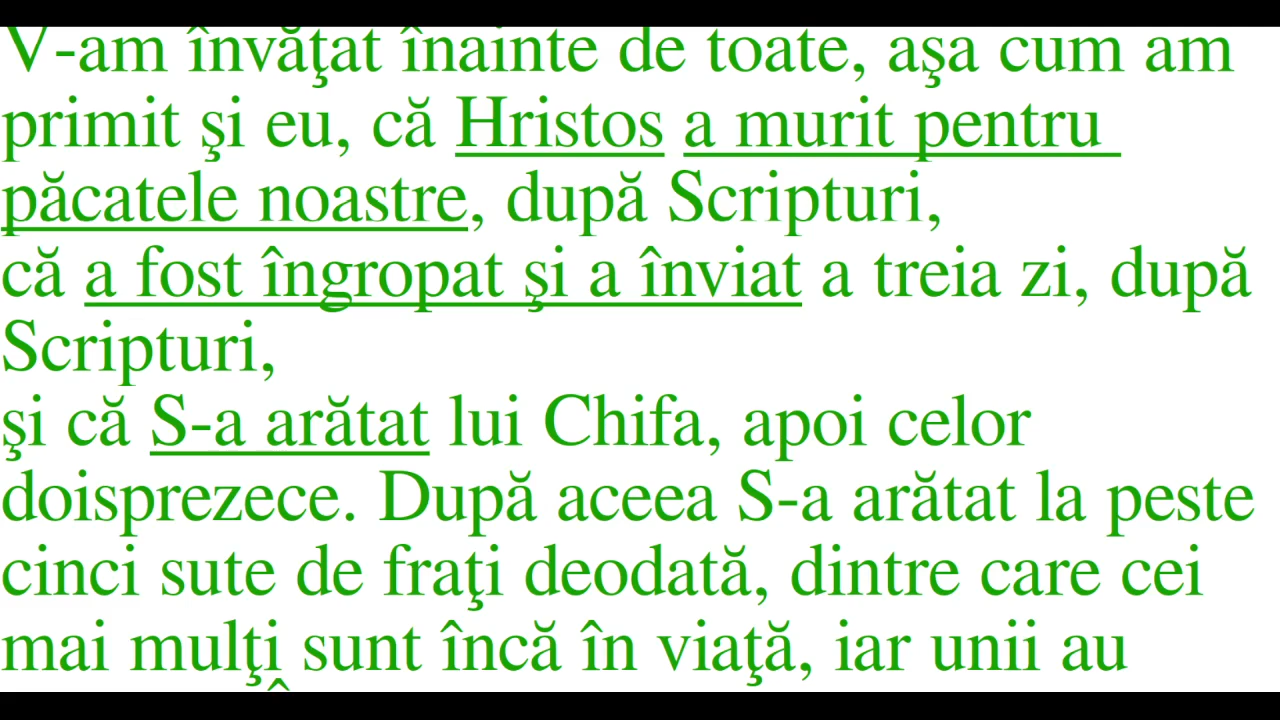 V-am învăţat înainte de toate, aşa cum am
primit şi eu, că Hristos a murit pentru
păcatele noastre, după Scripturi,
că a fost îngropat şi a înviat a treia zi, după
Scripturi,
şi că S-a arătat lui Chifa, apoi celor
doisprezece. După aceea S-a arătat la peste
cinci sute de fraţi deodată, dintre care cei
mai mulţi sunt încă în viaţă, iar unii au